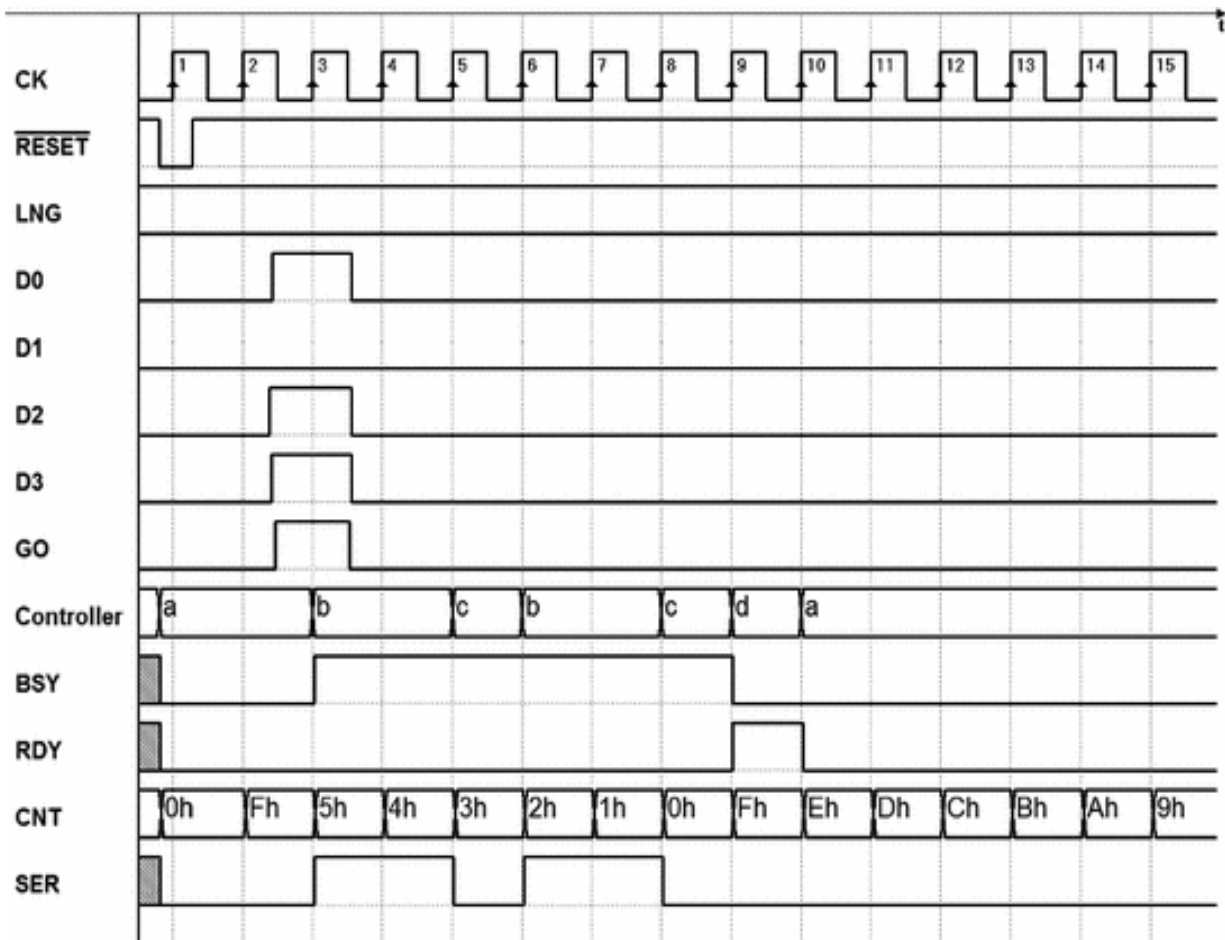 t
CK 1 2 3 4 5 6 7 8 9 10 11 12 13 14 15
RESET
LNG
D0
D1
D2
D3
GO
Controller a b c b c d a
BSY
RDY
CNT 0h Fh 5h 4h 3h 2h 1h 0h Fh Eh Dh Ch Bh Ah 9h
SER